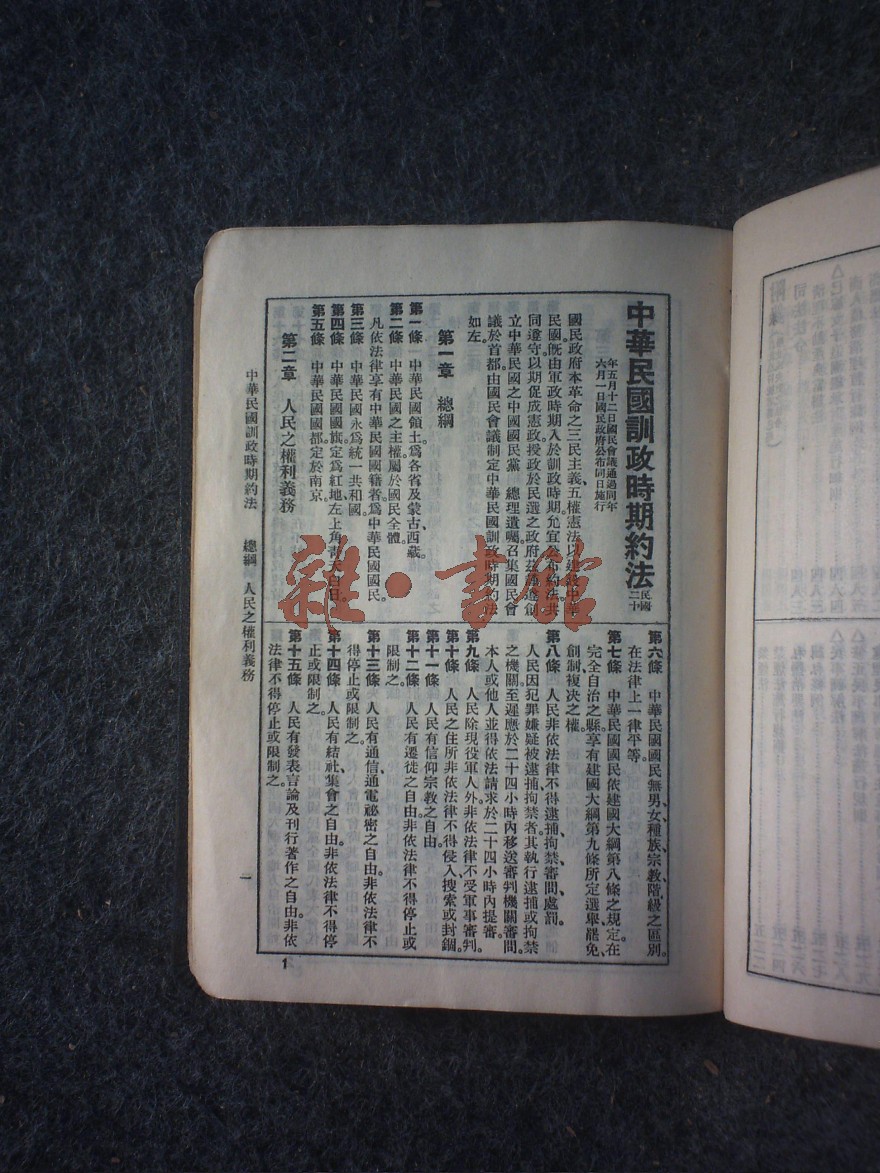 中華民國訓政時期約法
民國二十
年五月十二日國民會議通過同年
六月一日國民政府公布同日施行
國民政府本革命之三民主義、五權憲法以建設中華
民國。既由軍政時期入於訓政時期、允宜公布約法、共
同遵守、以期促成憲政、授政於民選之政府。茲謹遵創
立中華民國之中國國民黨 總理遺囑、召集國民會
議於首都、由國民會議制定中華民國訓政時期約法
如左。
第一章 總綱
第一條 中華民國領土爲各省及蒙古、西藏。
第二條 中華民國之主權屬於國民全體。
凡依法律享有中華民國國籍者、爲中華民國國民。
第三條 中華民國永爲統一共和國。
第四條 中華民國國旗、定爲紅地左上角青天白日。
第五條 中華民國國都、定於南京。
第二章 人民之權利義務
第六條 中華民國國民、無男女、種族、宗教、階級之區別、
在法律上一律平等。
第七條 中華民國國民、依建國大綱第八條之規定、在
完全自治之縣、享有建國大綱第九條所定選舉、罷免、
創制、複決之權。
第八條 人民非依法律不得逮捕、拘禁、審問、處罰。
人民因犯罪嫌疑被逮捕、拘禁者、其執行逮捕或拘禁
之機關、至遲應於二十四小時內、移送審判機關審問。
本人或他人並得依法請求於二十四小時內提審。
第九條 人民除現役軍人外、非依法律不受軍事審判。
第十條 人民之住所、非依法律不得侵入、搜索或封錮。
第十一條 人民有信仰宗教之自由。
第十二條 人民有遷徙之自由、非依法律不得停止或
限制之。
第十三條 人民有通信、通電祕密之自由、非依法律不
得停止或限制之。
第十四條 人民有結社、集會之自由、非依法律不得停
止或限制之。
第十五條 人民有發表言論及刊行著作之自由、非依
法律不得停止或限制之。
中華民國訓政時期約法 總綱 人民之權利義務
一
1
雜·書館